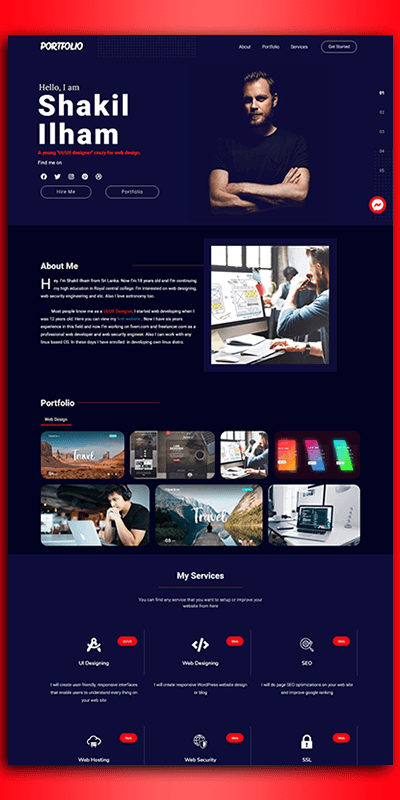 PORTFOLIO
About Portfolio Services Get Started
Hello, I am
Shakil
Ilham
A young "UI/UX designer" crazy for web design.
Find me on
Hire Me Portfolio
01
02
03
04
05
About Me
Hey. I'm Shakil Ilham from Sri Lanka. Now I'm 18 years old and I'm continuing
my high education in Royal central college. I'm interested on web designing,
web security engineering and etc. Also I love astronomy too.
Most people know me as a UI/UX Designer. I started web developing when I
was 12 years old. Here you can view my first website . Now I have six years
experience in this field and now I'm working on fiverr.com and freelancer.com as a
professional web developer and web security engineer. Also I can work with any
linux based OS. In these days I have enrolled in developing own linux distro.
Portfolio
Web Design
Travel
Travel
My Services
You can find any service that you want to setup or improve your
website from here
UI/UX Web Web
UI Designing Web Designing SEO
I will create user friendly, responsive interfaces
that enable users to understand every thing on
your web site
I will create responsive WordPress website design
or blog
I will do page SEO optimizations on your web site
and improve google ranking
Web Web Web
Web Hosting Web Security SSL